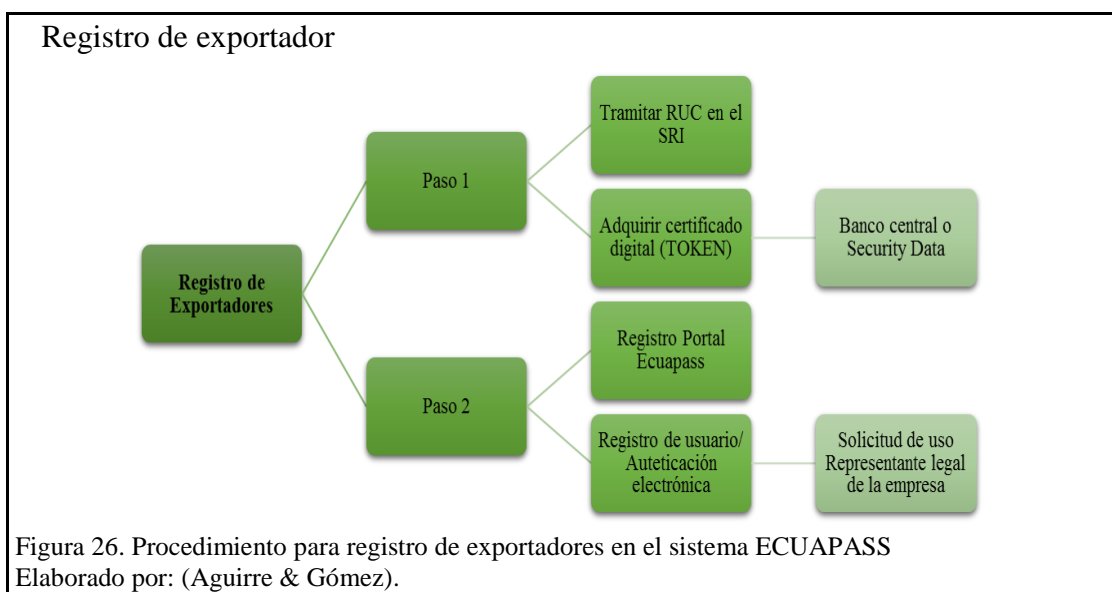 Registro de exportador
Registro de
Exportadores
Paso 1
Tramitar RUC en el
SRI
Adquirir certificado
digital (TOKEN)
Banco central o
Security Data
Paso 2
Registro Portal
Ecuapass
Registro de usuario/
Auteticación
electrónica
Solicitud de uso
Representante legal
de la empresa
Figura 26. Procedimiento para registro de exportadores en el sistema ECUAPASS
Elaborado por: (Aguirre & Gómez).